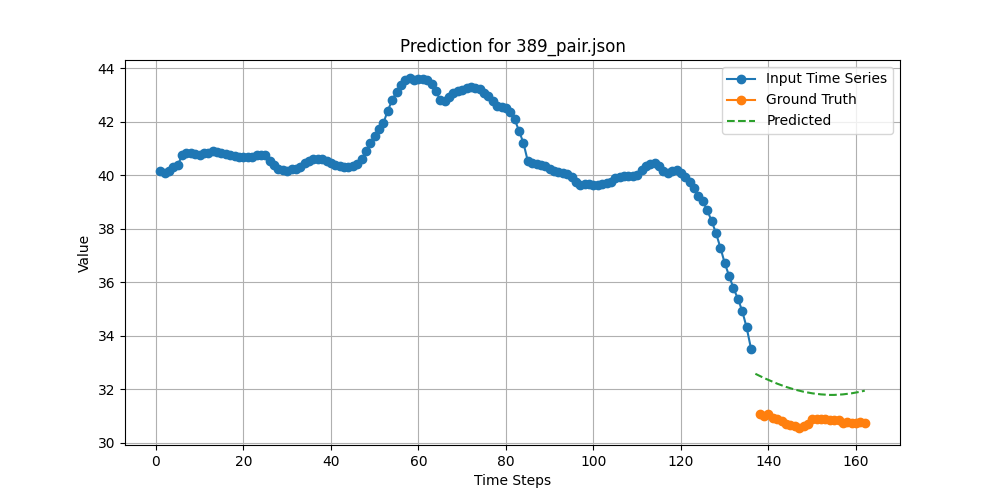 Prediction for 389_pair.json
Input Time Series
Ground Truth
Predicted
Value
44
42
40
38
36
34
32
30
0 20 40 60 80 100 120 140 160
Time Steps